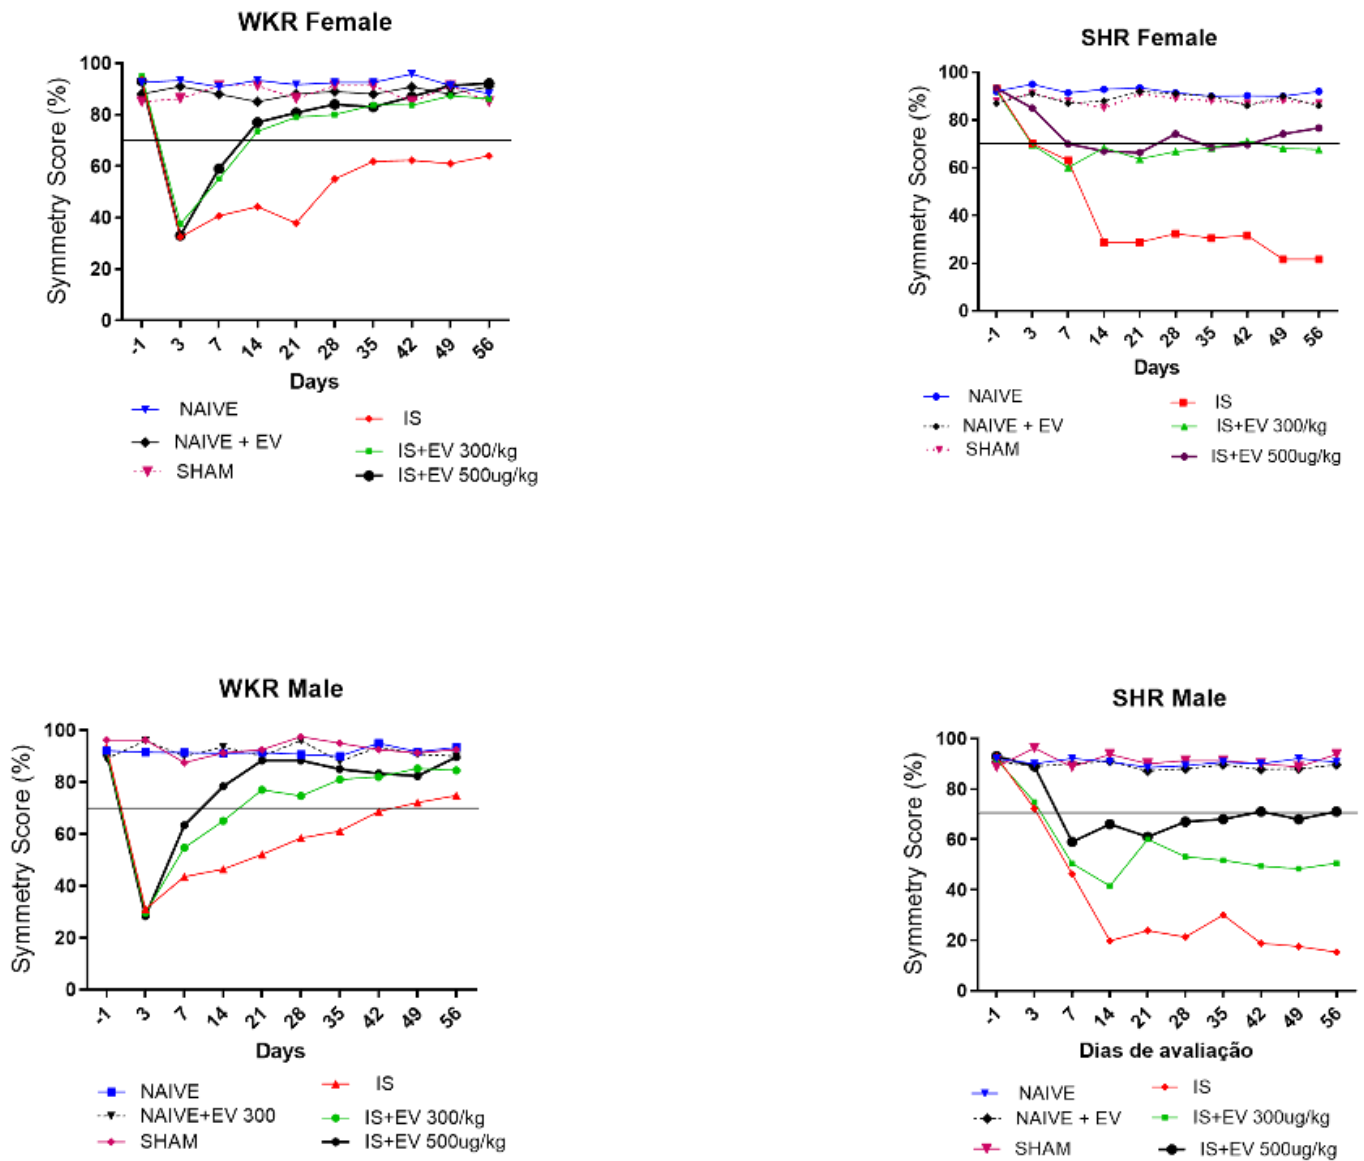 WKR Female
Symmetry Score (%)
100
80
60
40
20
0
-1 3 7 14 21 28 35 42 49 56
Days
NAIVE
NAIVE + EV
SHAM
IS
IS+EV 300/kg
IS+EV 500ug/kg
SHR Female
Symmetry Score (%)
100
80
60
40
20
0
-1 3 7 14 21 28 35 42 49 56
Days
NAIVE
NAIVE + EV
SHAM
IS
IS+EV 300/kg
IS+EV 500ug/kg
WKR Male
Symmetry Score (%)
100
80
60
40
20
0
-1 3 7 14 21 28 35 42 49 56
Days
NAIVE
NAIVE+EV 300
SHAM
IS
IS+EV 300/kg
IS+EV 500ug/kg
SHR Male
Symmetry Score (%)
100
80
60
40
20
0
-1 3 7 14 21 28 35 42 49 56
Dias de avaliação
NAIVE
NAIVE + EV
SHAM
IS
IS+EV 300ug/kg
IS+EV 500ug/kg